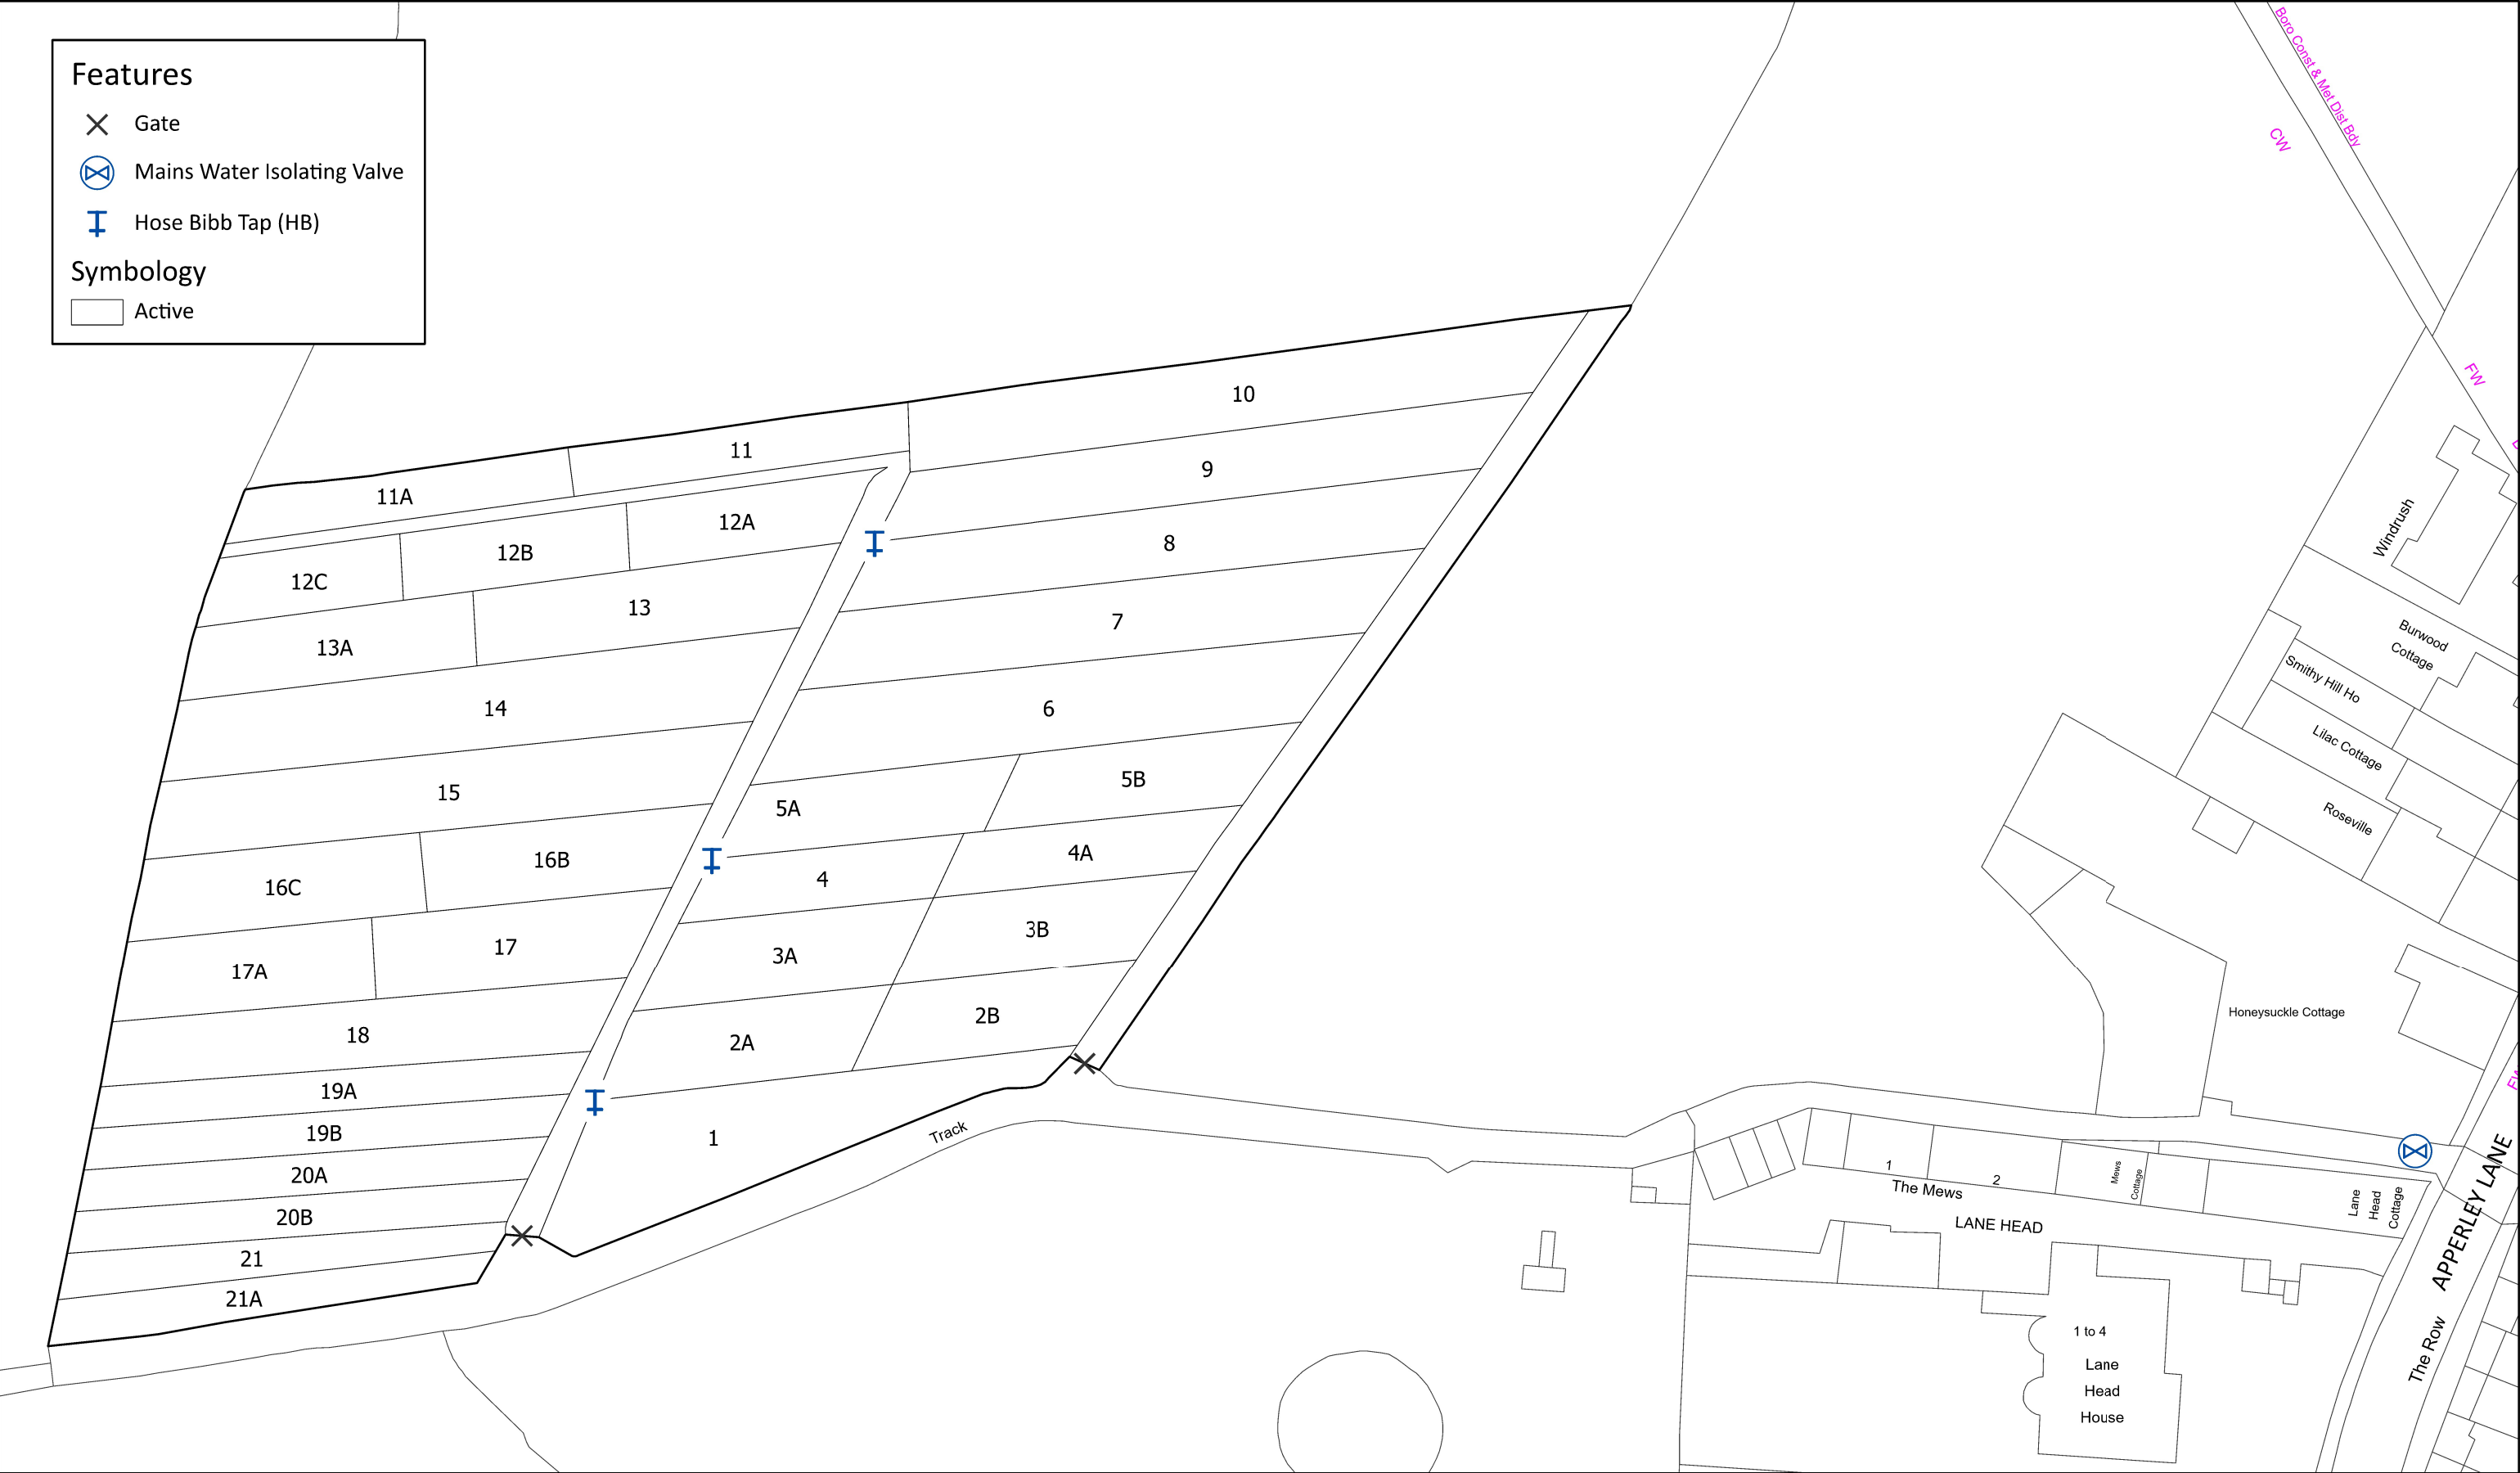 Features
Gate
Mains Water Isolating Valve
Hose Bibb Tap (HB)
Symbology
Active
Boro Const & Met Dist Bdy
CW
FW
10
11
9
11A
12A
8
12B
12C
13
7
13A
14
6
15
5B
5A
16B
4A
4
16C
3B
17
3A
17A
2B
18
2A
19A
19B
1
20A
20B
21
21A
Track
Windrush
Burwood
Cottage
Smithy Hill Ho
Lilac Cottage
Roseville
Honeysuckle Cottage
1
2
The Mews
Mews
Cottage
Lane
Head
Cottage
LANE HEAD
APPERLEY LANE
The Row
1 to 4
Lane
Head
House